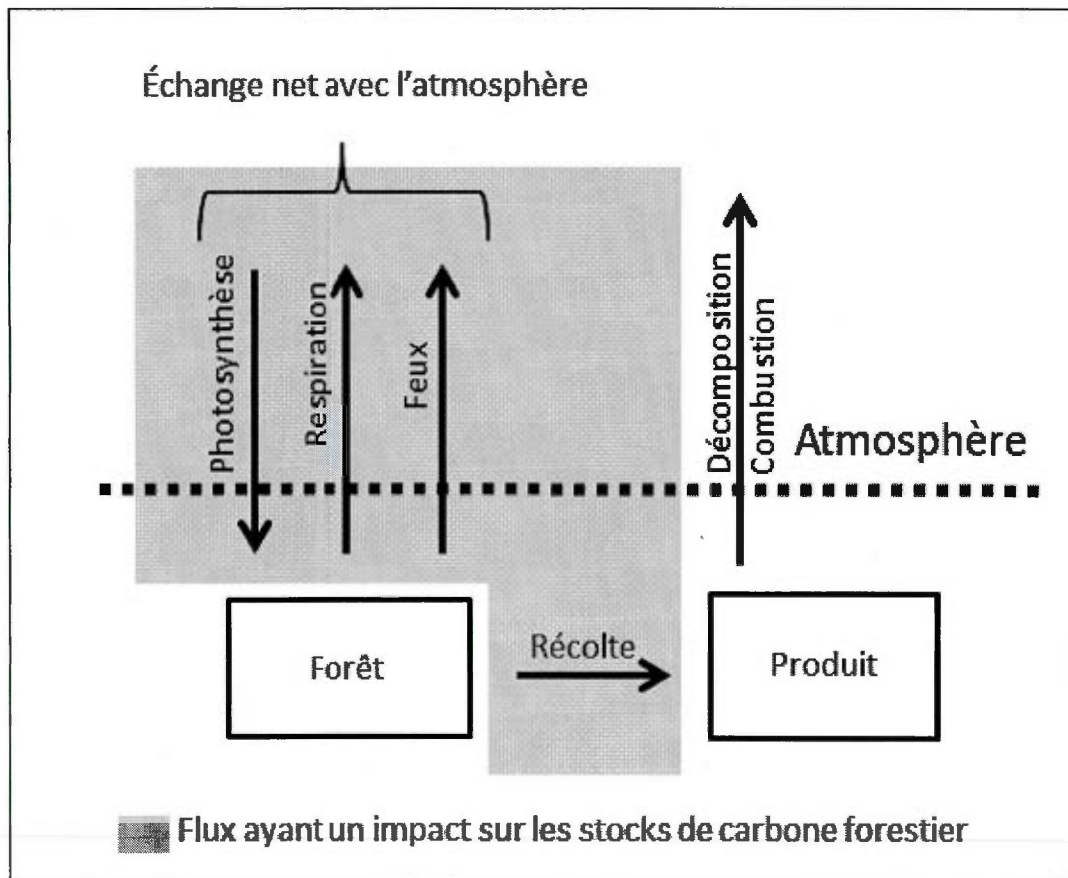 Échange net avec l'atmosphère
Photosynthèse
Respiration
Feux
Décomposition
Combustion
Atmosphère
Forêt
Récolte
Produit
Flux ayant un impact sur les stocks de carbone forestier